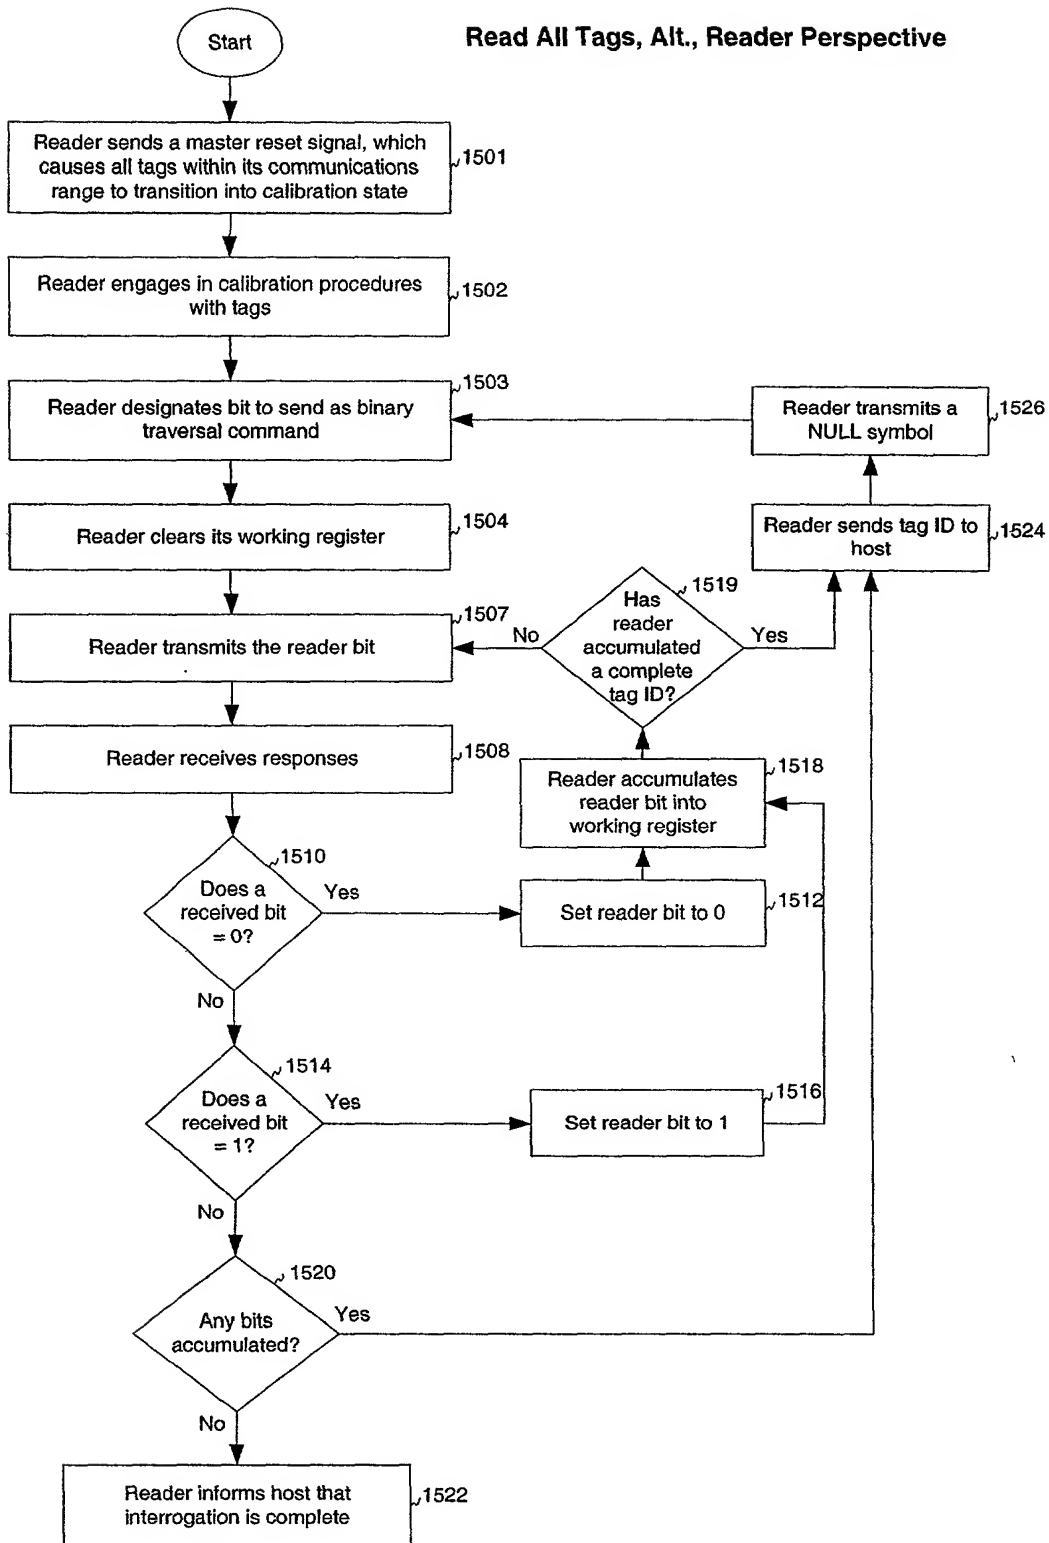 Read All Tags, Alt., Reader Perspective
Start
Reader sends a master reset signal, which
causes all tags within its communications
range to transition into calibration state
1501
Reader engages in calibration procedures
with tags
1502
Reader designates bit to send as binary
traversal command
1503
Reader transmits a
NULL symbol
1526
Reader clears its working register
1504
Reader sends tag ID to
host
1524
Has
reader
accumulated
a complete
tag ID?
1519
No
Yes
Reader transmits the reader bit
1507
Reader receives responses
1508
Reader accumulates
reader bit into
working register
1518
Does a
received bit
= 0?
1510
Yes
Set reader bit to 0
1512
No
Does a
received bit
= 1?
1514
Yes
Set reader bit to 1
1516
No
Any bits
accumulated?
1520
Yes
No
Reader informs host that
interrogation is complete
1522